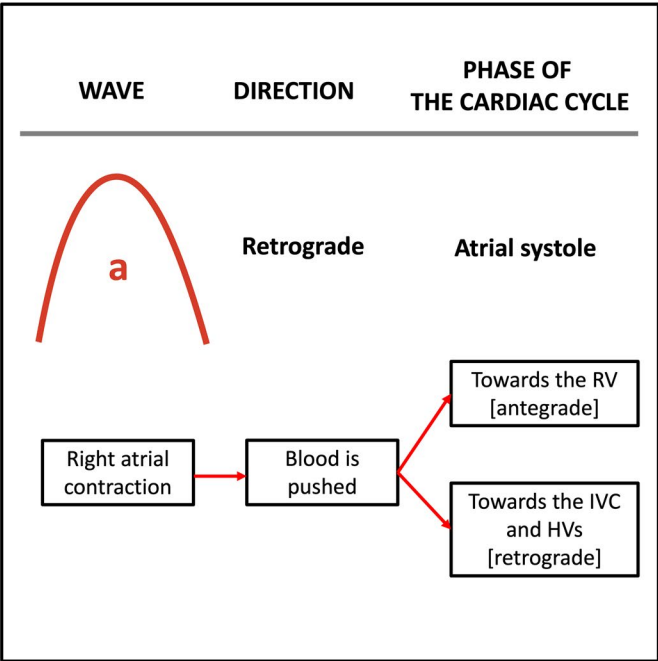 WAVE
DIRECTION
PHASE OF
THE CARDIAC CYCLE
a
Retrograde
Atrial systole
Right atrial
contraction
Blood is
pushed
Towards the RV
[antegrade]
Towards the IVC
and HVs
[retrograde]